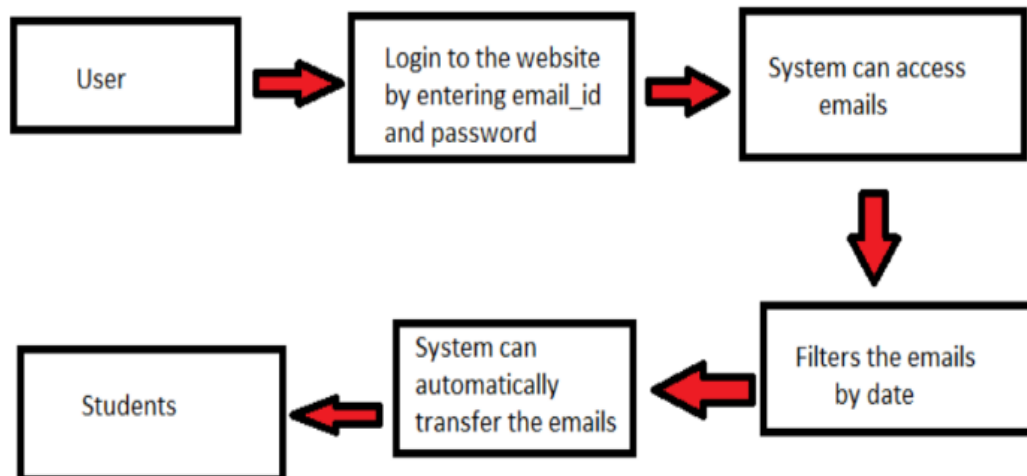 User
Login to the website
by entering email_id
and password
System can access
emails
Filters the emails
by date
System can
automatically
transfer the emails
Students